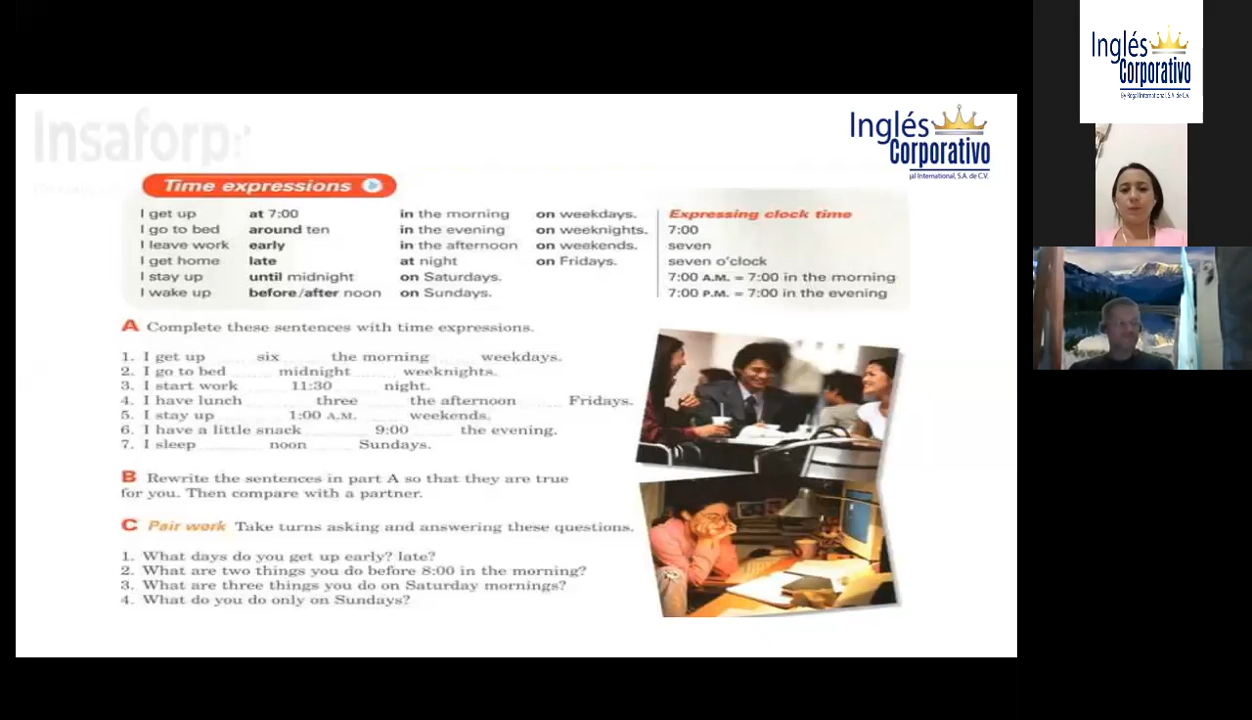 Insaforp
Inglés
Corporativo
Time expressions
I get up at 7:00 in the morning on weekdays.
I go to bed around ten in the evening on weeknights.
I leave work early in the afternoon on weekends.
I get home late at night on Fridays.
I stay up until midnight on Saturdays.
I wake up before/after noon on Sundays.
Expressing clock time
7:00
seven
seven o'clock
7:00 A.M. = 7:00 in the morning
7:00 P.M. = 7:00 in the evening
A Complete these sentences with time expressions.
1. I get up ...... six ...... the morning ...... weekdays.
2. I go to bed ...... midnight ...... weeknights.
3. I start work ...... 11:30 ...... night.
4. I have lunch ...... three ...... the afternoon ...... Fridays.
5. I stay up ...... 1:00 A.M. ...... weekends.
6. I have a little snack ...... 9:00 ...... the evening.
7. I sleep ...... noon ...... Sundays.
B Rewrite the sentences in part A so that they are true
for you. Then compare with a partner.
C Pair work Take turns asking and answering these questions.
1. What days do you get up early? late?
2. What are two things you do before 8:00 in the morning?
3. What are three things you do on Saturday mornings?
4. What do you do only on Sundays?
Inglés
Corporativo